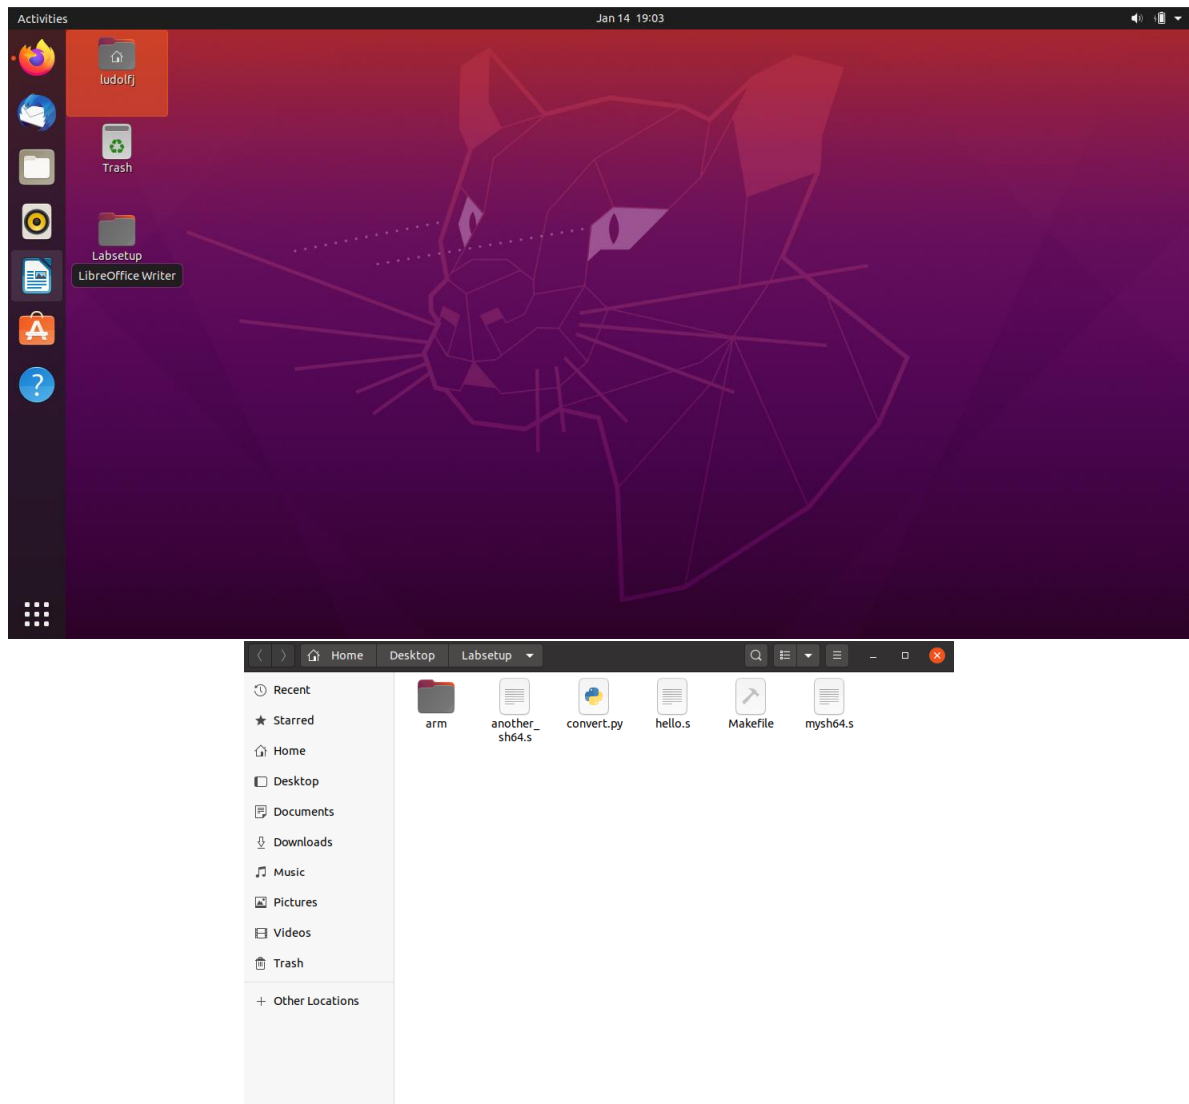 Activities
Jan 14 19:03
ludolfj
Trash
Labsetup
LibreOffice Writer
Home Desktop Labsetup
Recent
Starred
Home
Desktop
Documents
Downloads
Music
Pictures
Videos
Trash
Other Locations
arm
another_
sh64.s
convert.py
hello.s
Makefile
mysh64.s